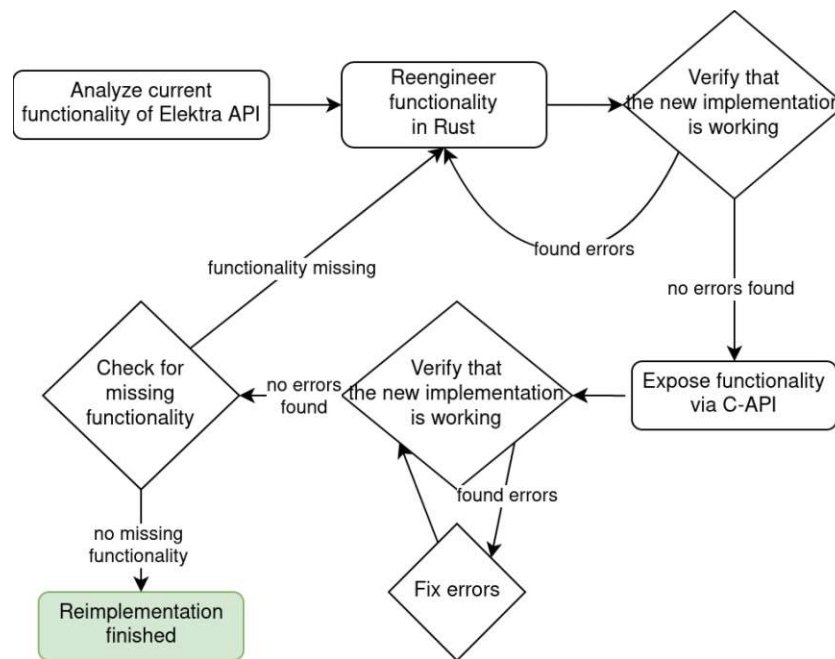 Analyze current
functionality of Elektra API
Reengineer
functionality
in Rust
Verify that
the new implementation
is working
found errors
functionality missing
no errors found
Check for
missing
functionality
no errors
found
Verify that
the new implementation
is working
Expose functionality
via C-API
found errors
no missing
functionality
Fix errors
Reimplementation
finished